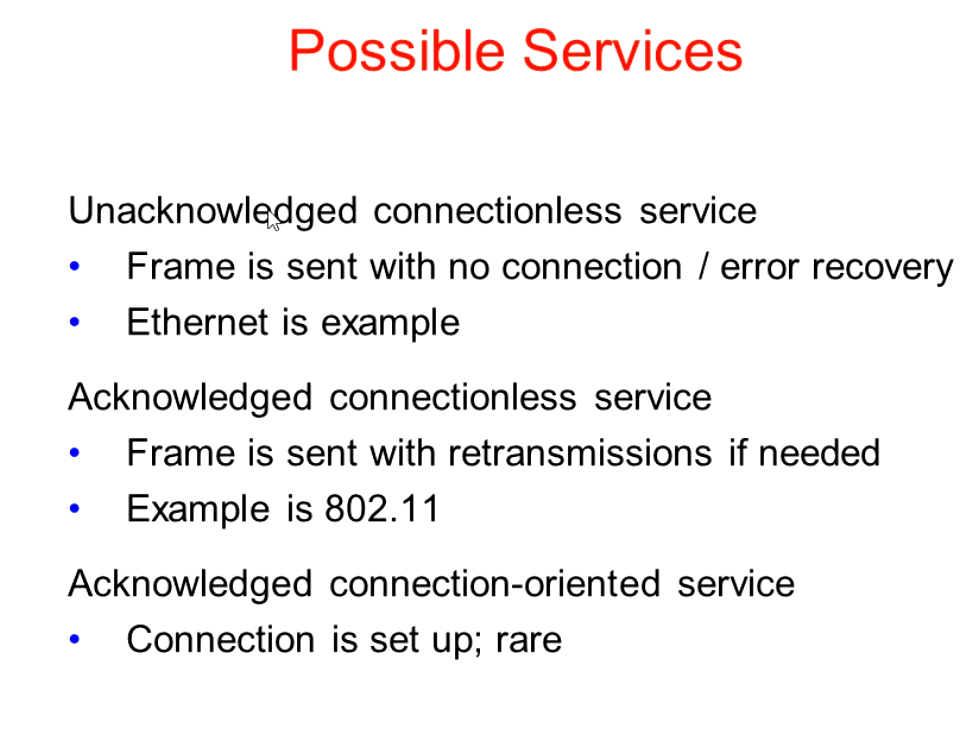 Possible Services
Unacknowledged connectionless service
• Frame is sent with no connection / error recovery
• Ethernet is example
Acknowledged connectionless service
• Frame is sent with retransmissions if needed
• Example is 802.11
Acknowledged connection-oriented service
• Connection is set up; rare